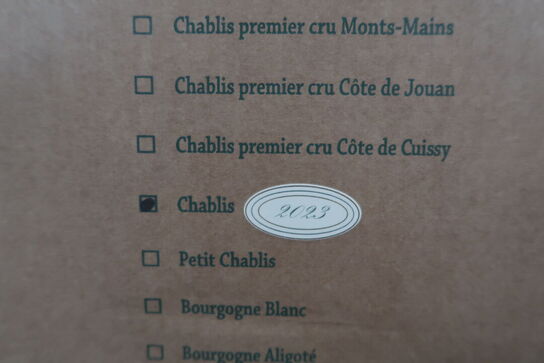 Chablis premier cru Monts-Mains
Chablis premier cru Côte de Jouan
Chablis premier cru Côte de Cuissy
Chablis 2023
Petit Chablis
Bourgogne Blanc
Bourgogne Aligoté